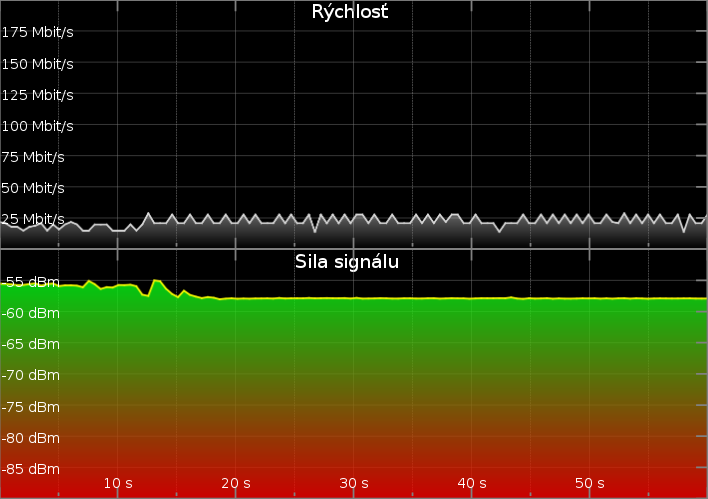 Rýchlosť
175 Mbit/s
150 Mbit/s
125 Mbit/s
100 Mbit/s
75 Mbit/s
50 Mbit/s
25 Mbit/s
Sila signálu
-55 dBm
-60 dBm
-65 dBm
-70 dBm
-75 dBm
-80 dBm
-85 dBm
10 s 20 s 30 s 40 s 50 s